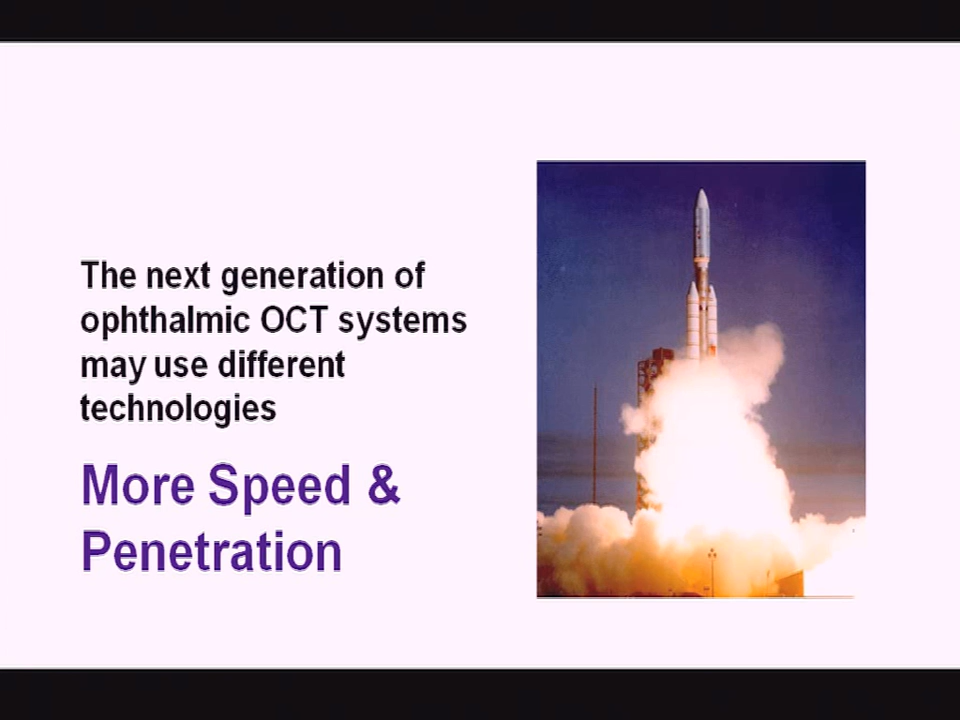 The next generation of
ophthalmic OCT systems
may use different
technologies
More Speed &
Penetration